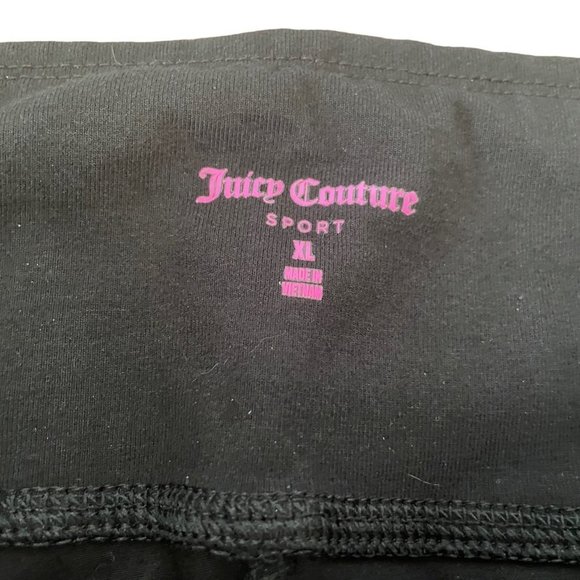 Juicy Couture
SPORT
XL
MADE IN
VIETNAM